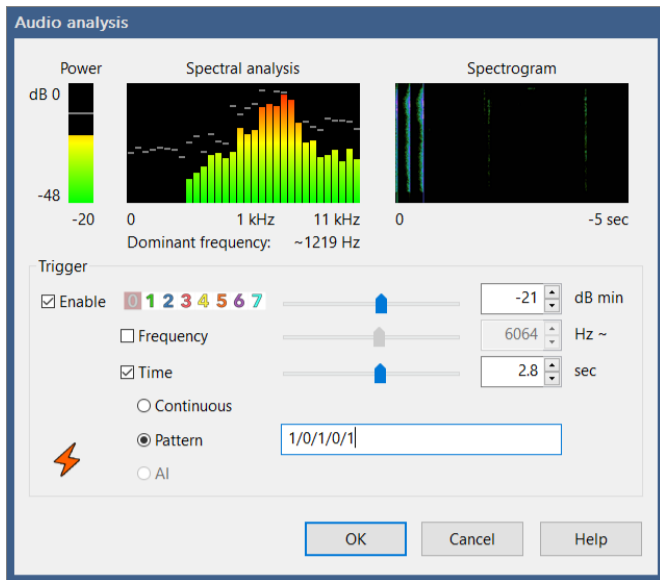 Audio analysis
Power
Spectral analysis
Spectrogram
dB 0
-48
-20
0 1 kHz 11 kHz
0 -5 sec
Dominant frequency: ~1219 Hz
Trigger
Enable 0 1 2 3 4 5 6 7 -21 dB min
Frequency 6064 Hz ~
Time 2.8 sec
Continuous
Pattern 1/0/1/0/1
AI
OK Cancel Help